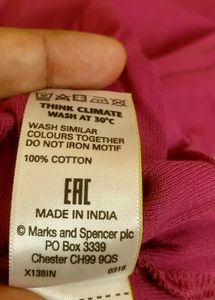 THINK CLIMATE
WASH AT 30°C
WASH SIMILAR
COLOURS TOGETHER
DO NOT IRON MOTIF
100% COTTON
EAC
MADE IN INDIA
© Marks and Spencer plc
PO Box 3339
Chester CH99 9QS
X138IN 0318